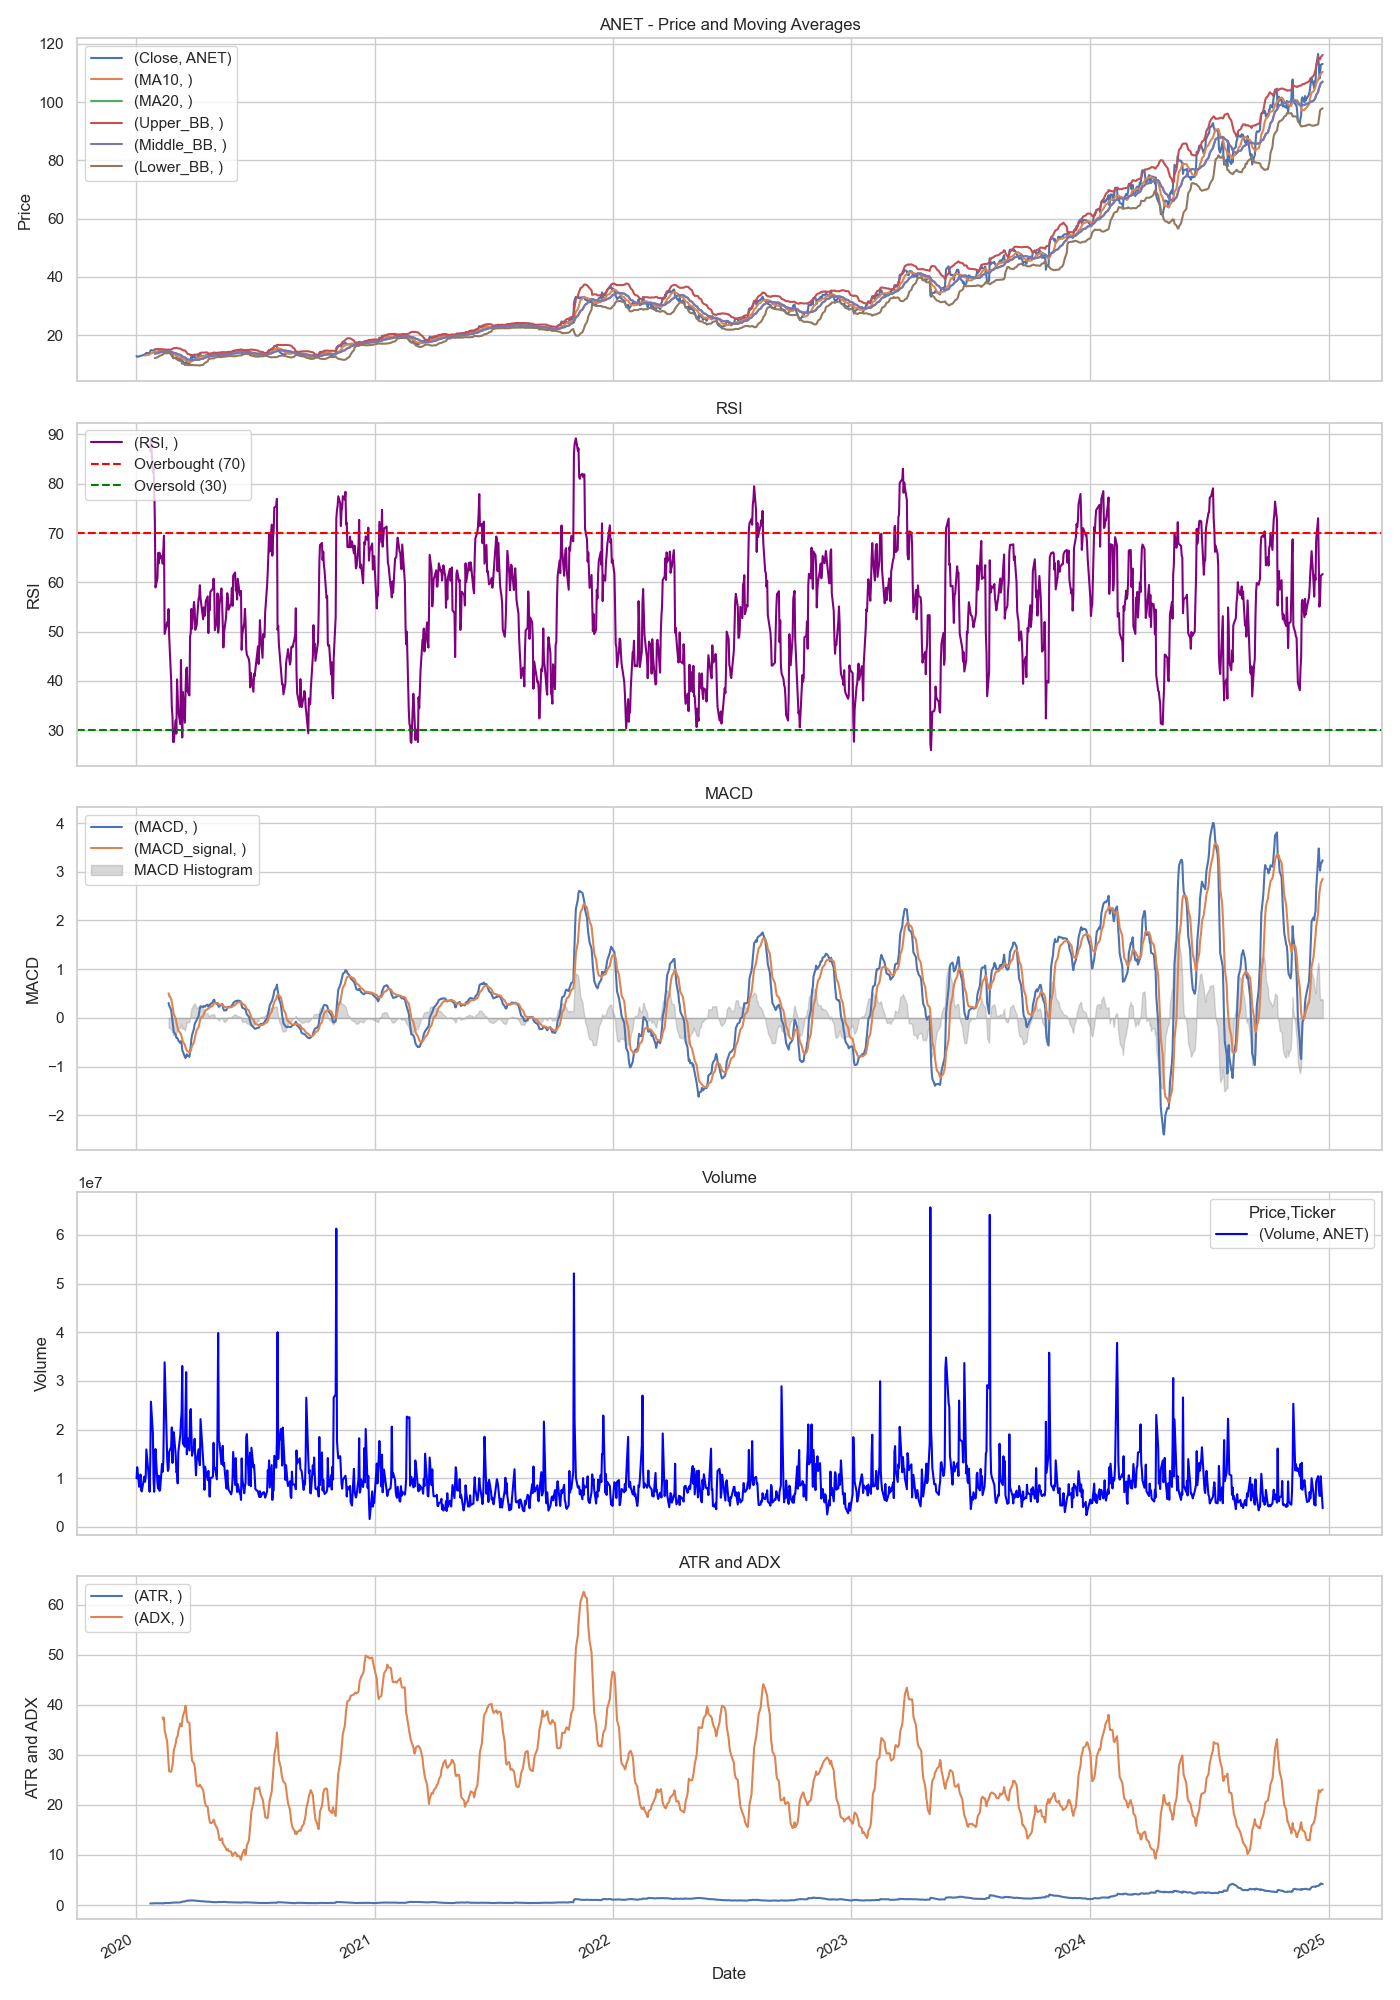 ANET - Price and Moving Averages
120
100
80
60
40
20
Price
(Close, ANET)
(MA10, )
(MA20, )
(Upper_BB, )
(Middle_BB, )
(Lower_BB, )
RSI
90
80
70
60
50
40
30
RSI
(RSI, )
Overbought (70)
Oversold (30)
MACD
4
3
2
1
0
−1
−2
MACD
(MACD, )
(MACD_signal, )
MACD Histogram
Volume
1e7
6
5
4
3
2
1
0
Volume
Price,Ticker
(Volume, ANET)
ATR and ADX
60
50
40
30
20
10
0
ATR and ADX
(ATR, )
(ADX, )
2020
2021
2022
2023
2024
2025
Date